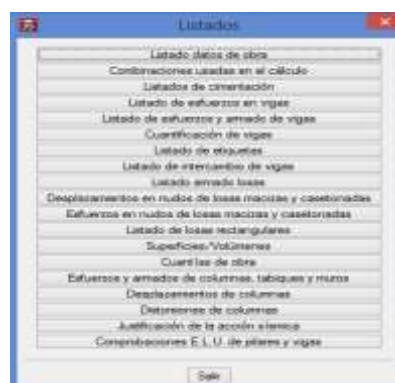 Listados
Listado datos de obra
Combinaciones usadas en el cálculo
Listados de cimentación
Listado de esfuerzos en vigas
Listado de esfuerzos y armado de vigas
Cuantificación de vigas
Listado de etiquetas
Listado de intercambio de vigas
Listado armado losas
Desplazamientos en nudos de losas macizas y casetonadas
Esfuerzos en nudos de losas macizas y casetonadas
Listado de losas rectangulares
Superficies/Volúmenes
Cuantías de obra
Esfuerzos y armados de columnas, tabiques y muros
Desplazamientos de columnas
Distorsiones de columnas
Justificación de la acción sísmica
Comprobaciones E.L.U. de pilares y vigas
Salir